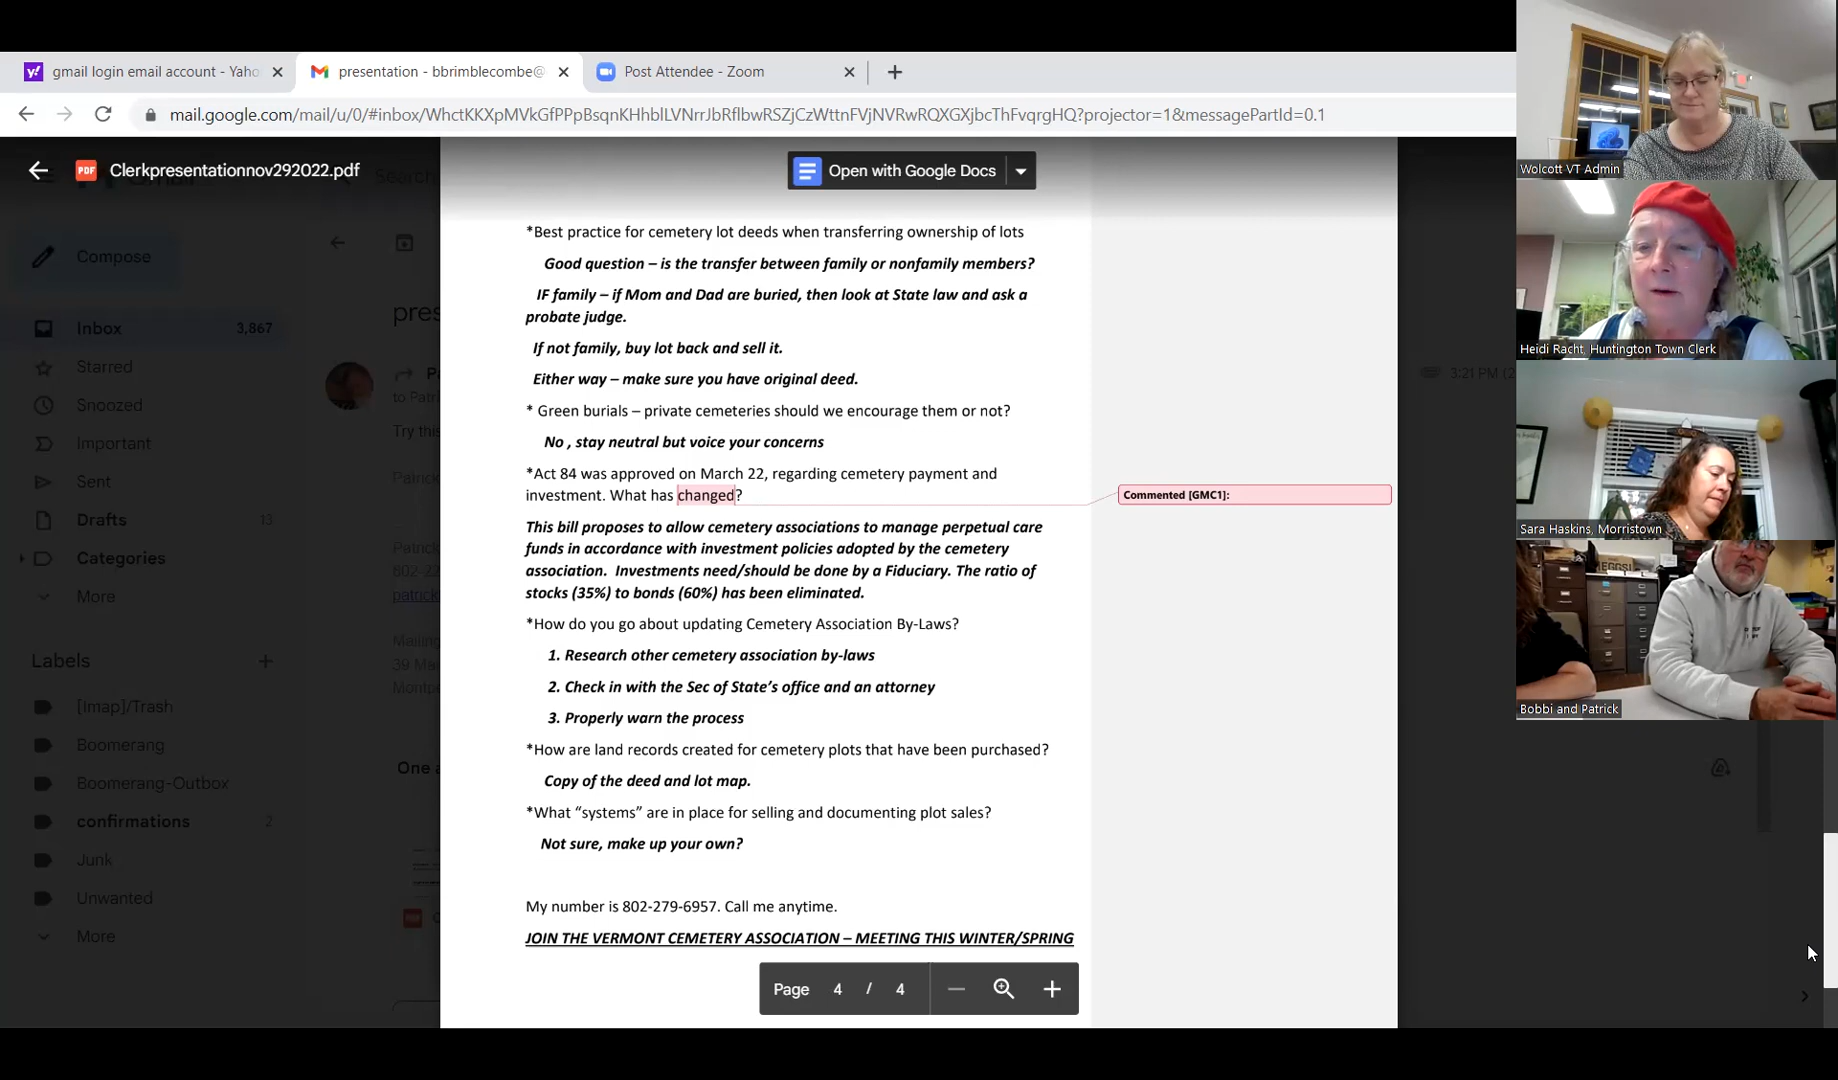 gmail login email account - Yaho
presentation - bbrimblecombe@
Post Attendee - Zoom
mail.google.com/mail/u/0/#inbox/WhctKKXpMVkGfPPpBsqnKHhblLVNrrJbRflbwRSZjCzWttnFVjNVRwRQXGXjbcThFvqrgHQ?projector=1&messagePartId=0.1
PDF Clerkpresentationnov292022.pdf
Open with Google Docs
Compose
Inbox 3,867
Starred
Snoozed
Important
Sent
Drafts 13
Categories
More
Labels
[Imap]/Trash
Boomerang
Boomerang-Outbox
confirmations 2
Junk
Unwanted
More
*Best practice for cemetery lot deeds when transferring ownership of lots
Good question – is the transfer between family or nonfamily members?
IF family – if Mom and Dad are buried, then look at State law and ask a
probate judge.
If not family, buy lot back and sell it.
Either way – make sure you have original deed.
* Green burials – private cemeteries should we encourage them or not?
No , stay neutral but voice your concerns
*Act 84 was approved on March 22, regarding cemetery payment and
investment. What has changed?
Commented [GMC1]:
This bill proposes to allow cemetery associations to manage perpetual care
funds in accordance with investment policies adopted by the cemetery
association. Investments need/should be done by a Fiduciary. The ratio of
stocks (35%) to bonds (60%) has been eliminated.
*How do you go about updating Cemetery Association By-Laws?
1. Research other cemetery association by-laws
2. Check in with the Sec of State's office and an attorney
3. Properly warn the process
*How are land records created for cemetery plots that have been purchased?
Copy of the deed and lot map.
*What “systems” are in place for selling and documenting plot sales?
Not sure, make up your own?
My number is 802-279-6957. Call me anytime.
JOIN THE VERMONT CEMETERY ASSOCIATION – MEETING THIS WINTER/SPRING
Page 4 / 4
3:21 PM
Try this
One
Wolcott VT Admin
Heidi Racht, Huntington Town Clerk
Sara Haskins, Morristown
Bobbi and Patrick